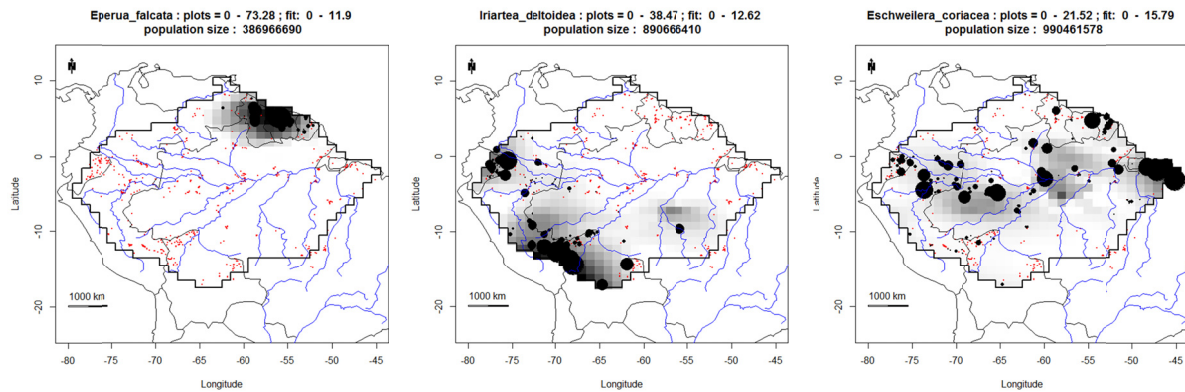 Eperua_falcata : plots = 0 - 73.28 ; fit: 0 - 11.9
population size : 386966690
N
10
0
-10
-20
Latitude
1000 km
-80 -75 -70 -65 -60 -55 -50 -45
Longitude
Iriartea_deltoidea : plots = 0 - 38.47; fit: 0 - 12.62
population size : 890666410
N
10
0
-10
-20
Latitude
1000 km
-80 -75 -70 -65 -60 -55 -50 -45
Longitude
Eschweilera_coriacea : plots = 0 - 21.52 ; fit: 0 - 15.79
population size : 990461578
N
10
0
-10
-20
Latitude
1000 km
-80 -75 -70 -65 -60 -55 -50 -45
Longitude